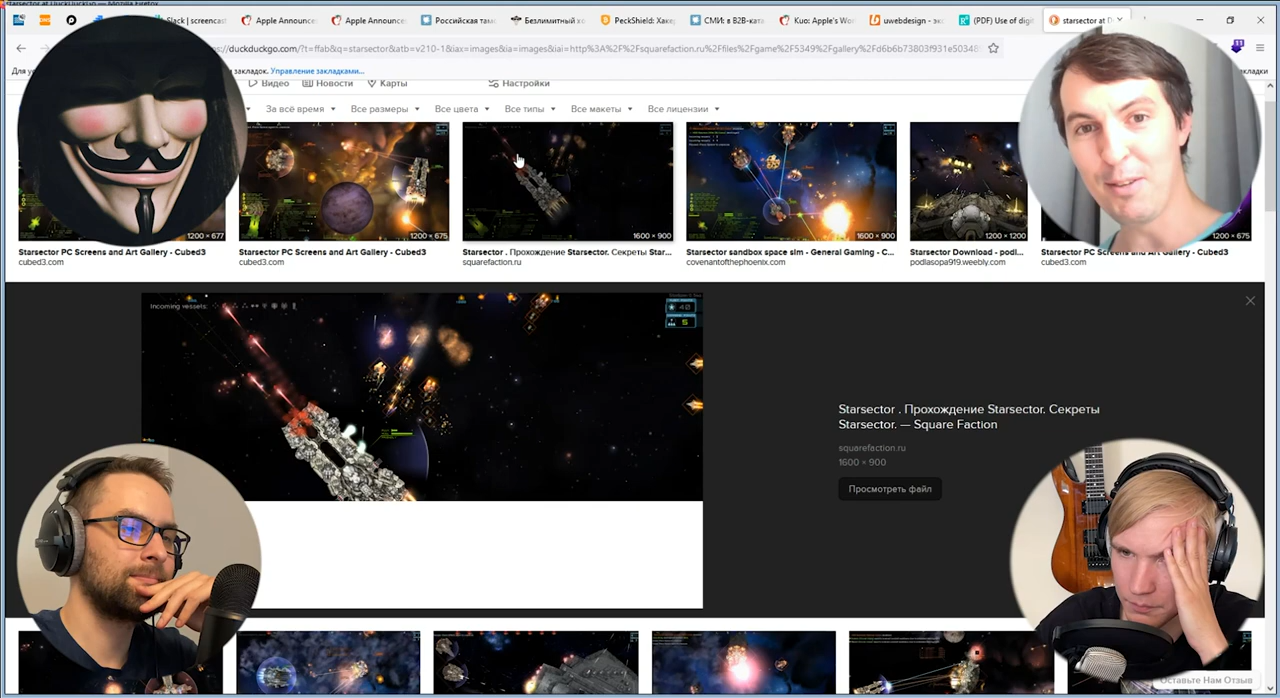 starsector at DuckDuckGo — Mozilla Firefox
Slack | screencast
Apple Announce
Apple Announce
Российская там
Безлимитный хо
PeckShield: Хаке
СМИ: в B2B-ката
Kuo: Apple's Wo
uwebdesign - эко
(PDF) Use of digit
starsector at D
duckduckgo.com/?t=ffab&q=starsector&atb=v210-1&iax=images&ia=images&iai=http%3A%2F%2Fsquarefaction.ru%2Ffiles%2Fgame%2F5349%2Fgallery%2Fd6b6b73803f931e50348
11
Для
закладок. Управление закладками...
кладки
Видео
Новости
Карты
Настройки
За всё время
Все размеры
Все цвета
Все типы
Все макеты
Все лицензии
1200 × 677
1200 × 675
1600 × 900
1600 × 900
1200 × 1200
1200 × 675
Starsector PC Screens and Art Gallery - Cubed3
Starsector PC Screens and Art Gallery - Cubed3
Starsector . Прохождение Starsector. Секреты Star...
Starsector sandbox space sim - General Gaming - C...
Starsector Download - podl...
Starsector PC Screens and Art Gallery - Cubed3
cubed3.com
cubed3.com
squarefaction.ru
covenantofthephoenix.com
podlasopa919.weebly.com
cubed3.com
Incoming vessels:
40
5
Starsector . Прохождение Starsector. Секреты
Starsector. — Square Faction
squarefaction.ru
1600 × 900
Просмотреть файл
Оставьте Нам Отзыв